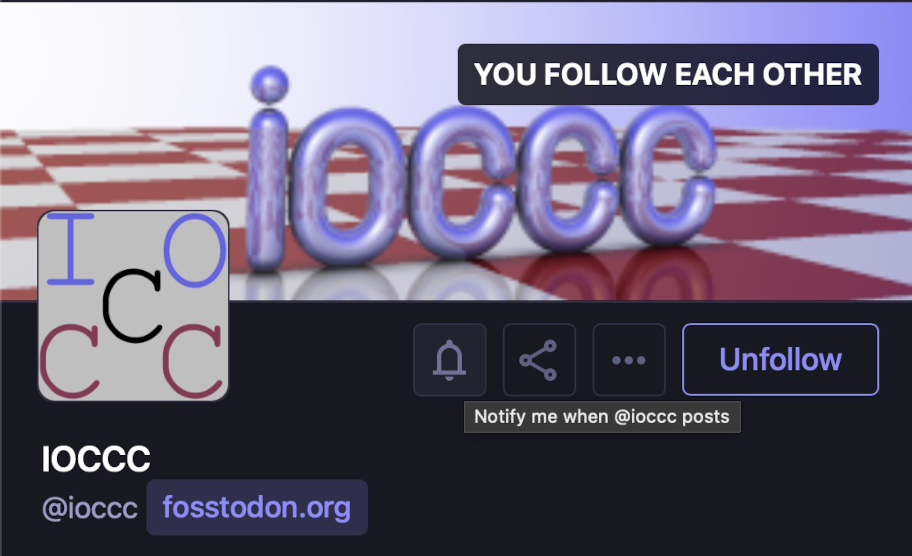 YOU FOLLOW EACH OTHER
ioccc
I O
C
C C
Unfollow
Notify me when @ioccc posts
IOCCC
@ioccc fosstodon.org